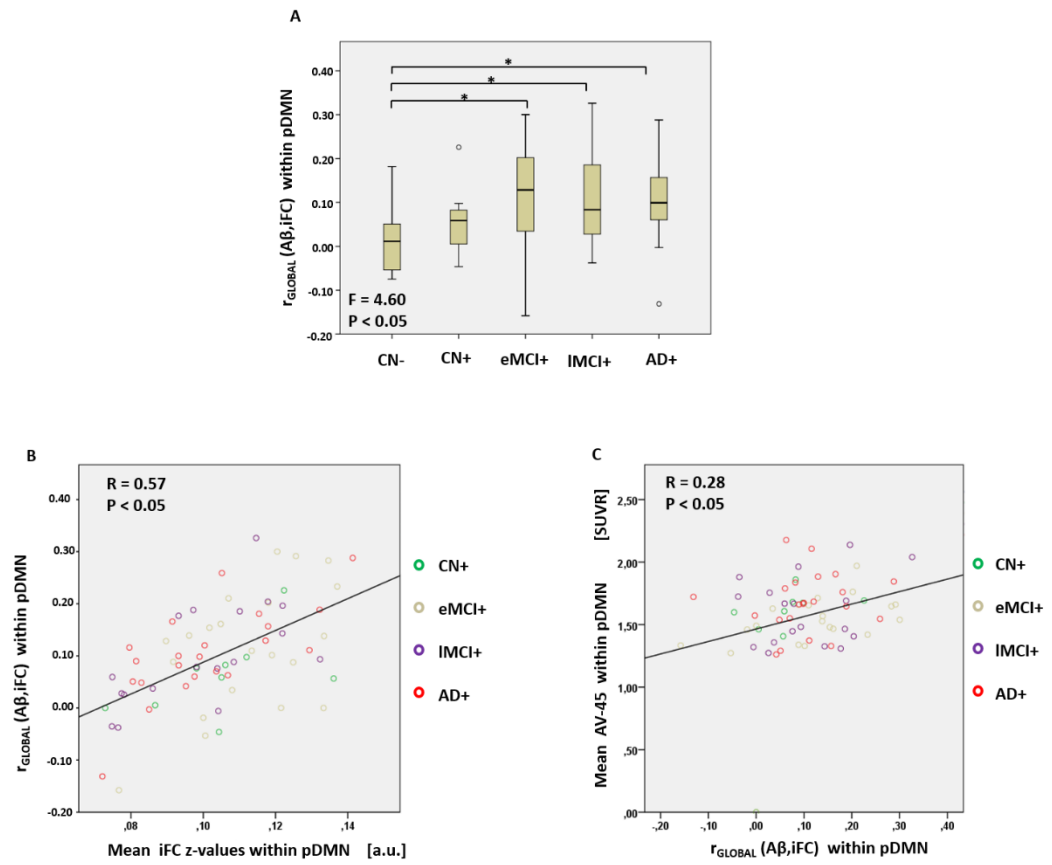 A
r GLOBAL (Aβ,iFC) within pDMN
0.40
0.30
0.20
0.10
0.00
-0.10
-0.20
*
*
*
F = 4.60
P < 0.05
CN- CN+ eMCI+ lMCI+ AD+
B
r GLOBAL (Aβ,iFC) within pDMN
0.40
0.30
0.20
0.10
0.00
-0.10
-0.20
R = 0.57
P < 0.05
,08 ,10 ,12 ,14
Mean iFC z-values within pDMN [a.u.]
CN+
eMCI+
lMCI+
AD+
C
Mean AV-45 within pDMN [SUVR]
2,50
2,00
1,50
1,00
,50
,00
R = 0.28
P < 0.05
-,20 -,10 ,00 ,10 ,20 ,30 ,40
r GLOBAL (Aβ,iFC) within pDMN
CN+
eMCI+
lMCI+
AD+